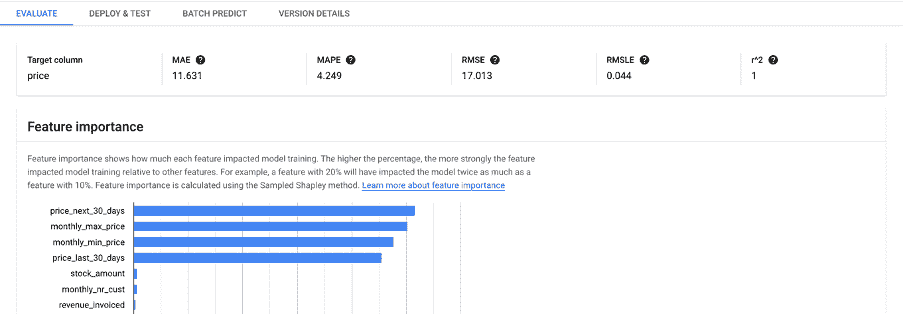 EVALUATE DEPLOY & TEST BATCH PREDICT VERSION DETAILS
Target column MAE ? MAPE ? RMSE ? RMSLE ? r^2 ?
price 11.631 4.249 17.013 0.044 1
Feature importance
Feature importance shows how much each feature impacted model training. The higher the percentage, the more strongly the feature
impacted model training relative to other features. For example, a feature with 20% will have impacted the model twice as much as a
feature with 10%. Feature importance is calculated using the Sampled Shapley method. Learn more about feature importance
price_next_30_days
monthly_max_price
monthly_min_price
price_last_30_days
stock_amount
monthly_nr_cust
revenue_invoiced